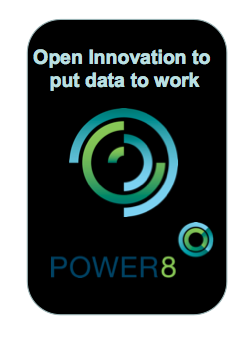 Open Innovation to
put data to work
POWER8